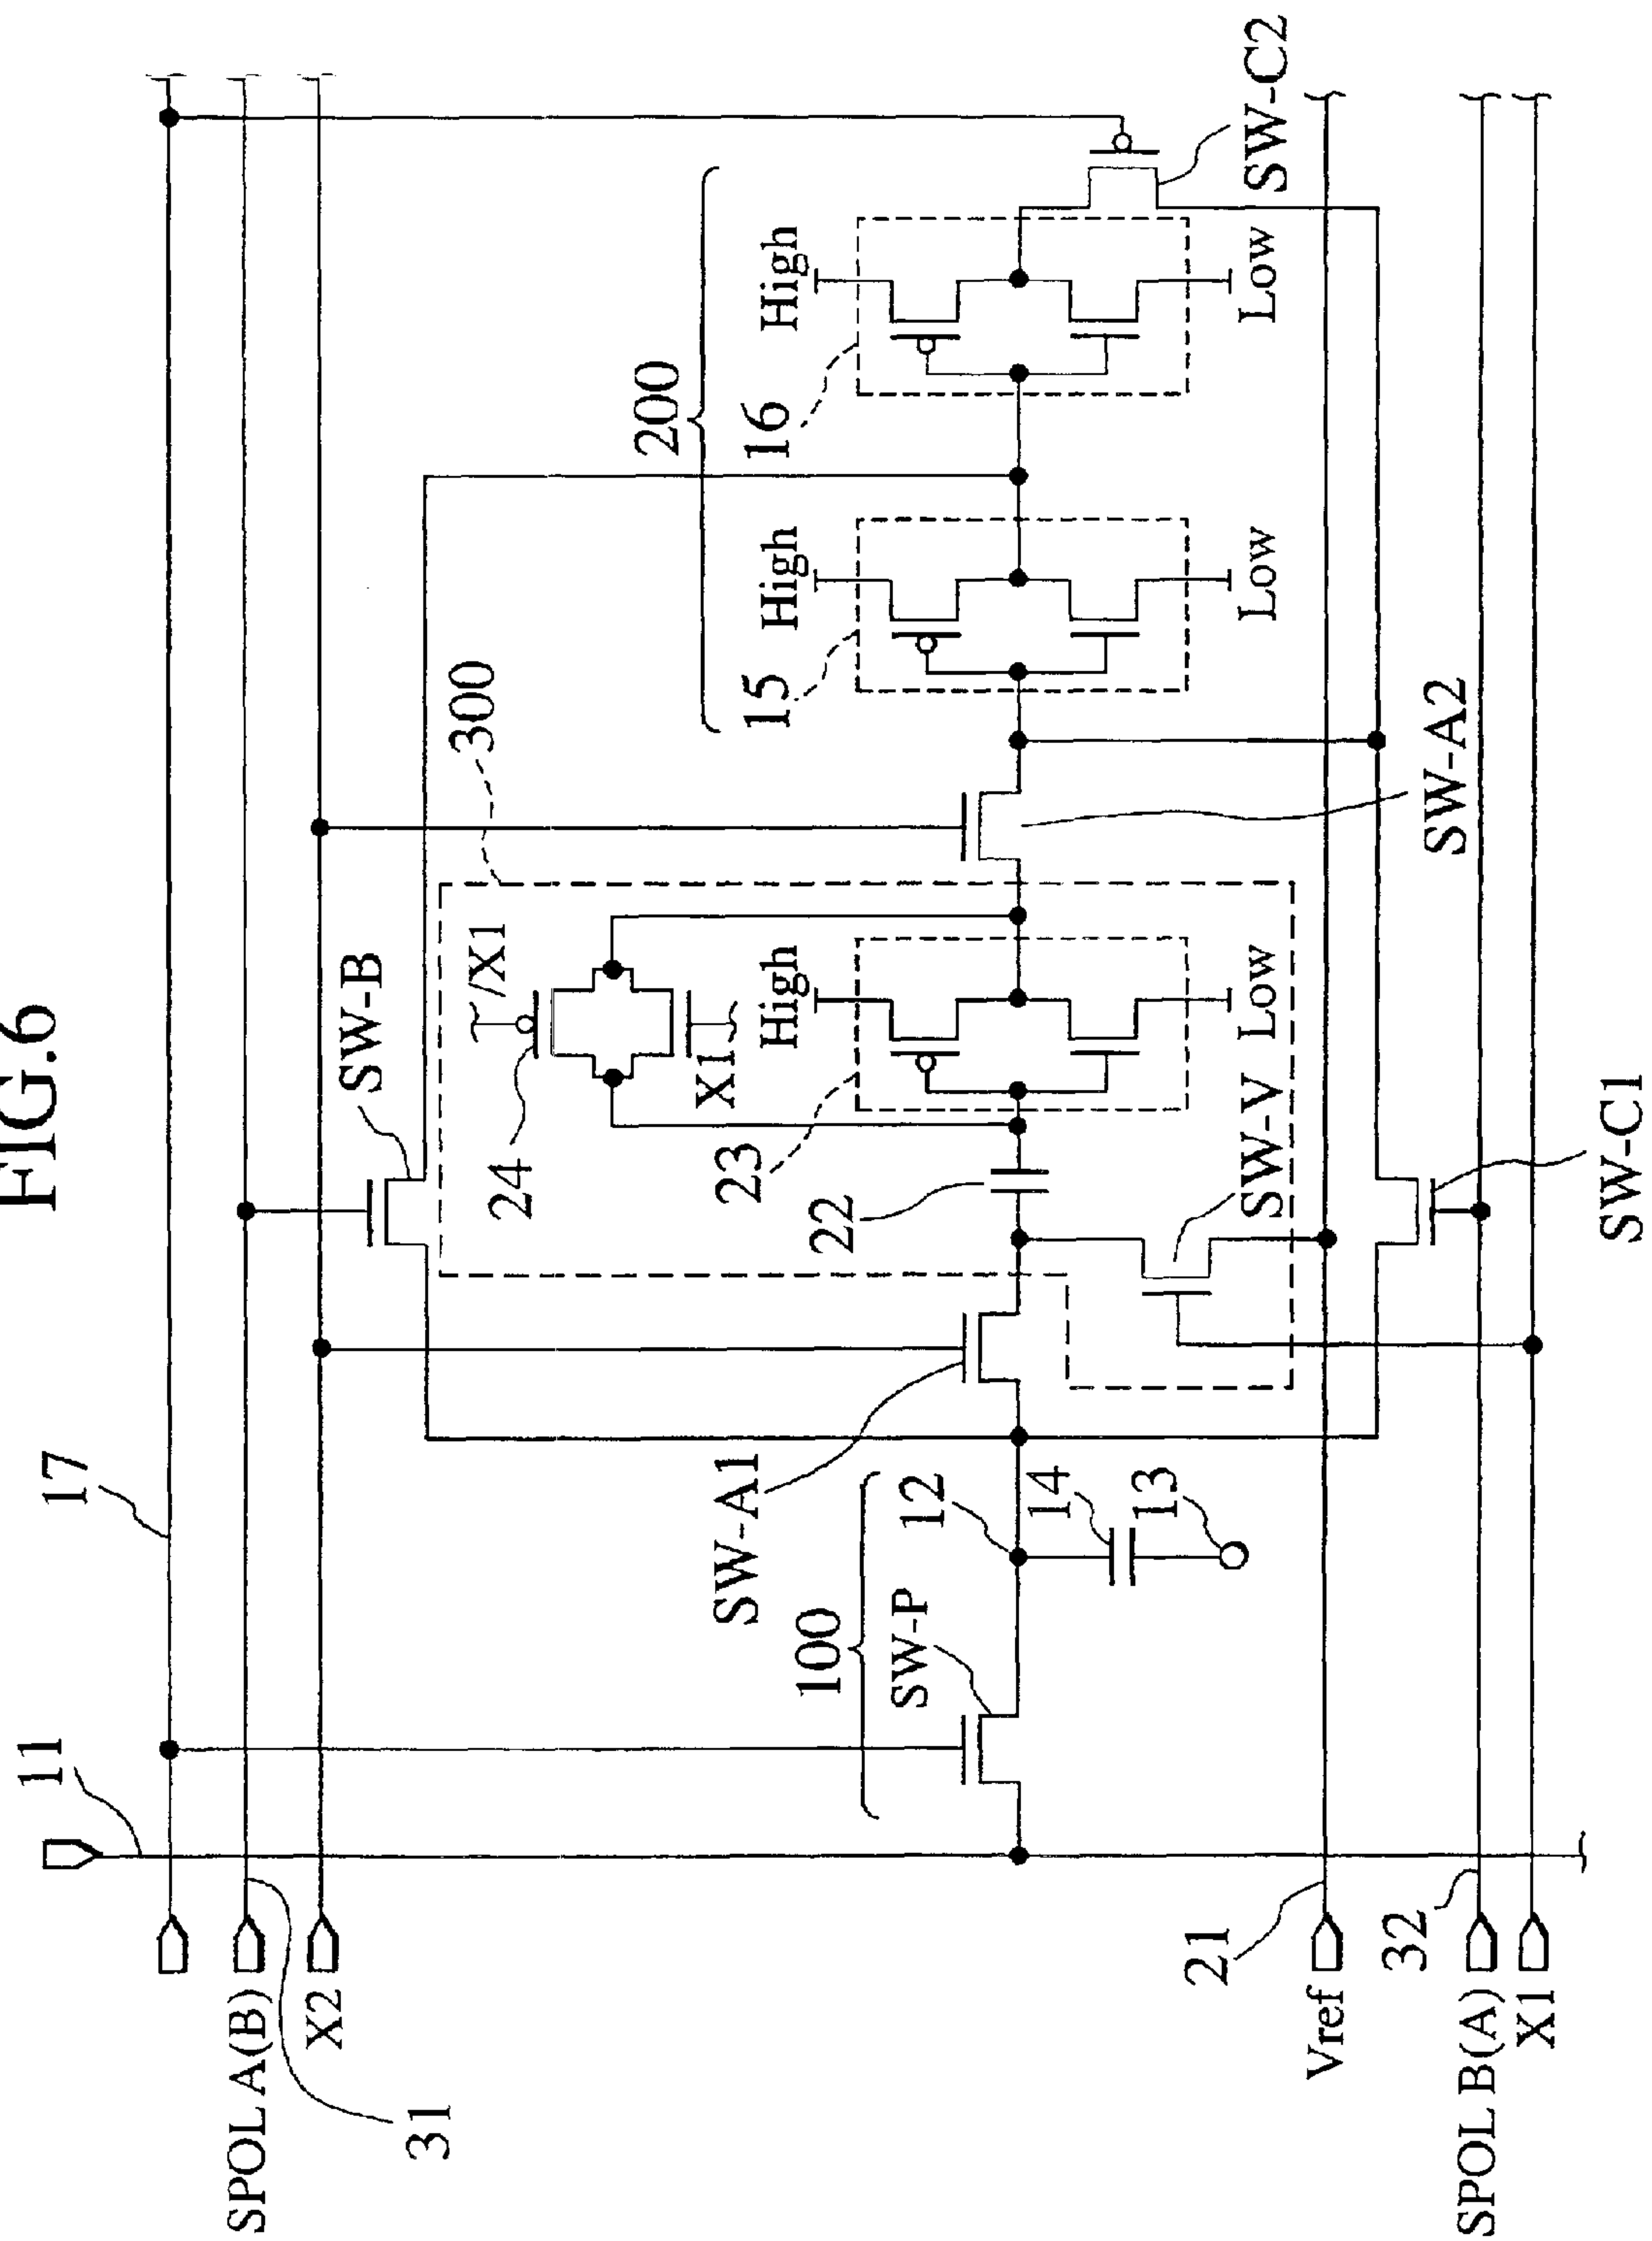 FIG.6
11
17
SPOL A(B)
31
X2
SW-B
300
/X1
24
X1
200
100
SW-P
SW-A1
12
14
13
22
23
High
Low
SW-V
15
High
Low
16
High
Low
SW-C2
SW-A2
21
Vref
32
SPOL B(A)
X1
SW-C1